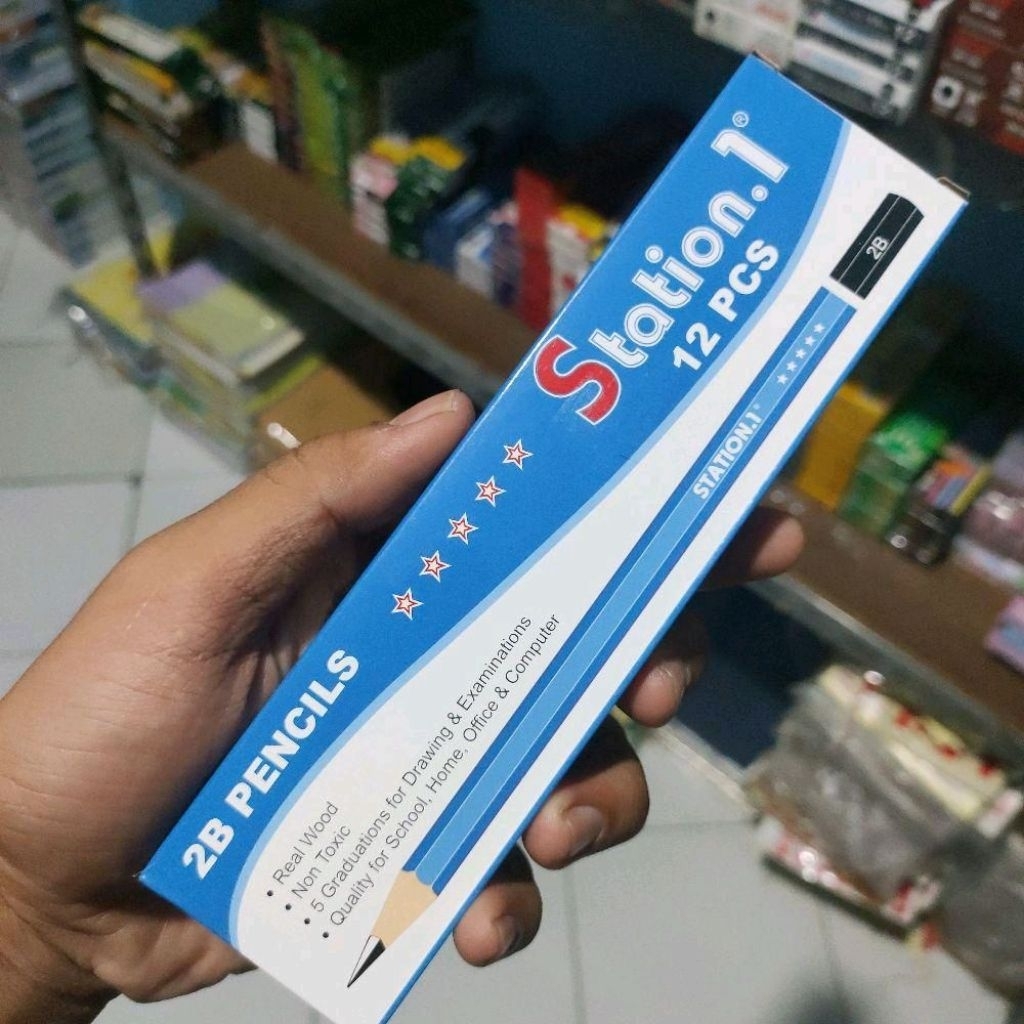 Station.1®
12 PCS
2B
STATION.1®
2B PENCILS
• Real Wood
• Non Toxic
• 5 Graduations for Drawing & Examinations
• Quality for School, Home, Office & Computer